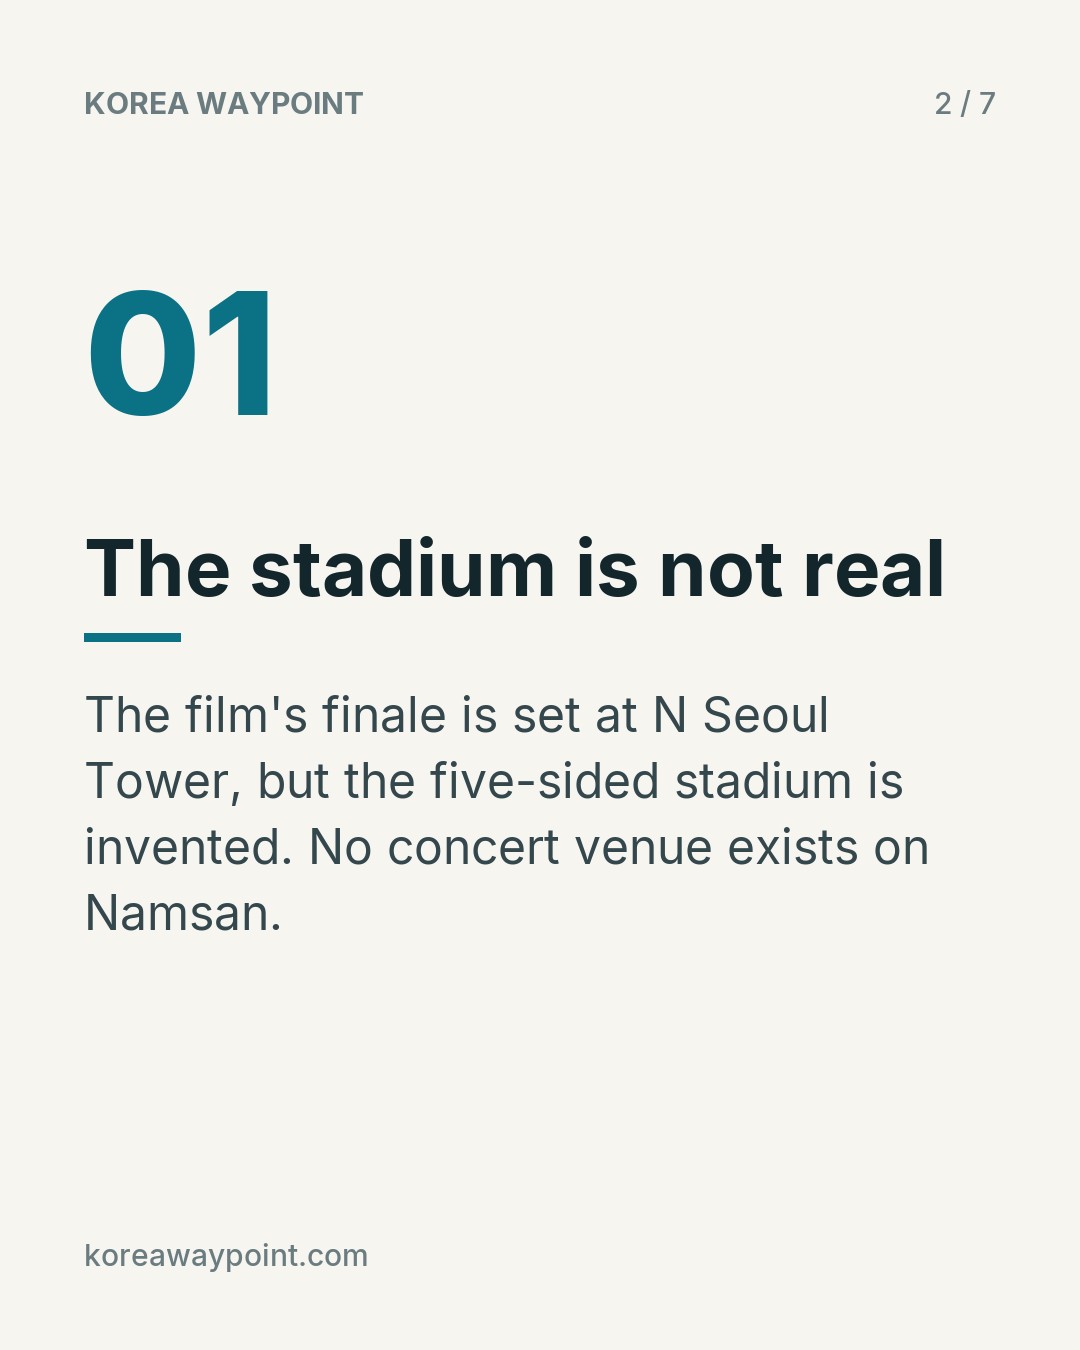 KOREA WAYPOINT
2 / 7
01
The stadium is not real
The film's finale is set at N Seoul
Tower, but the five-sided stadium is
invented. No concert venue exists on
Namsan.
koreawaypoint.com